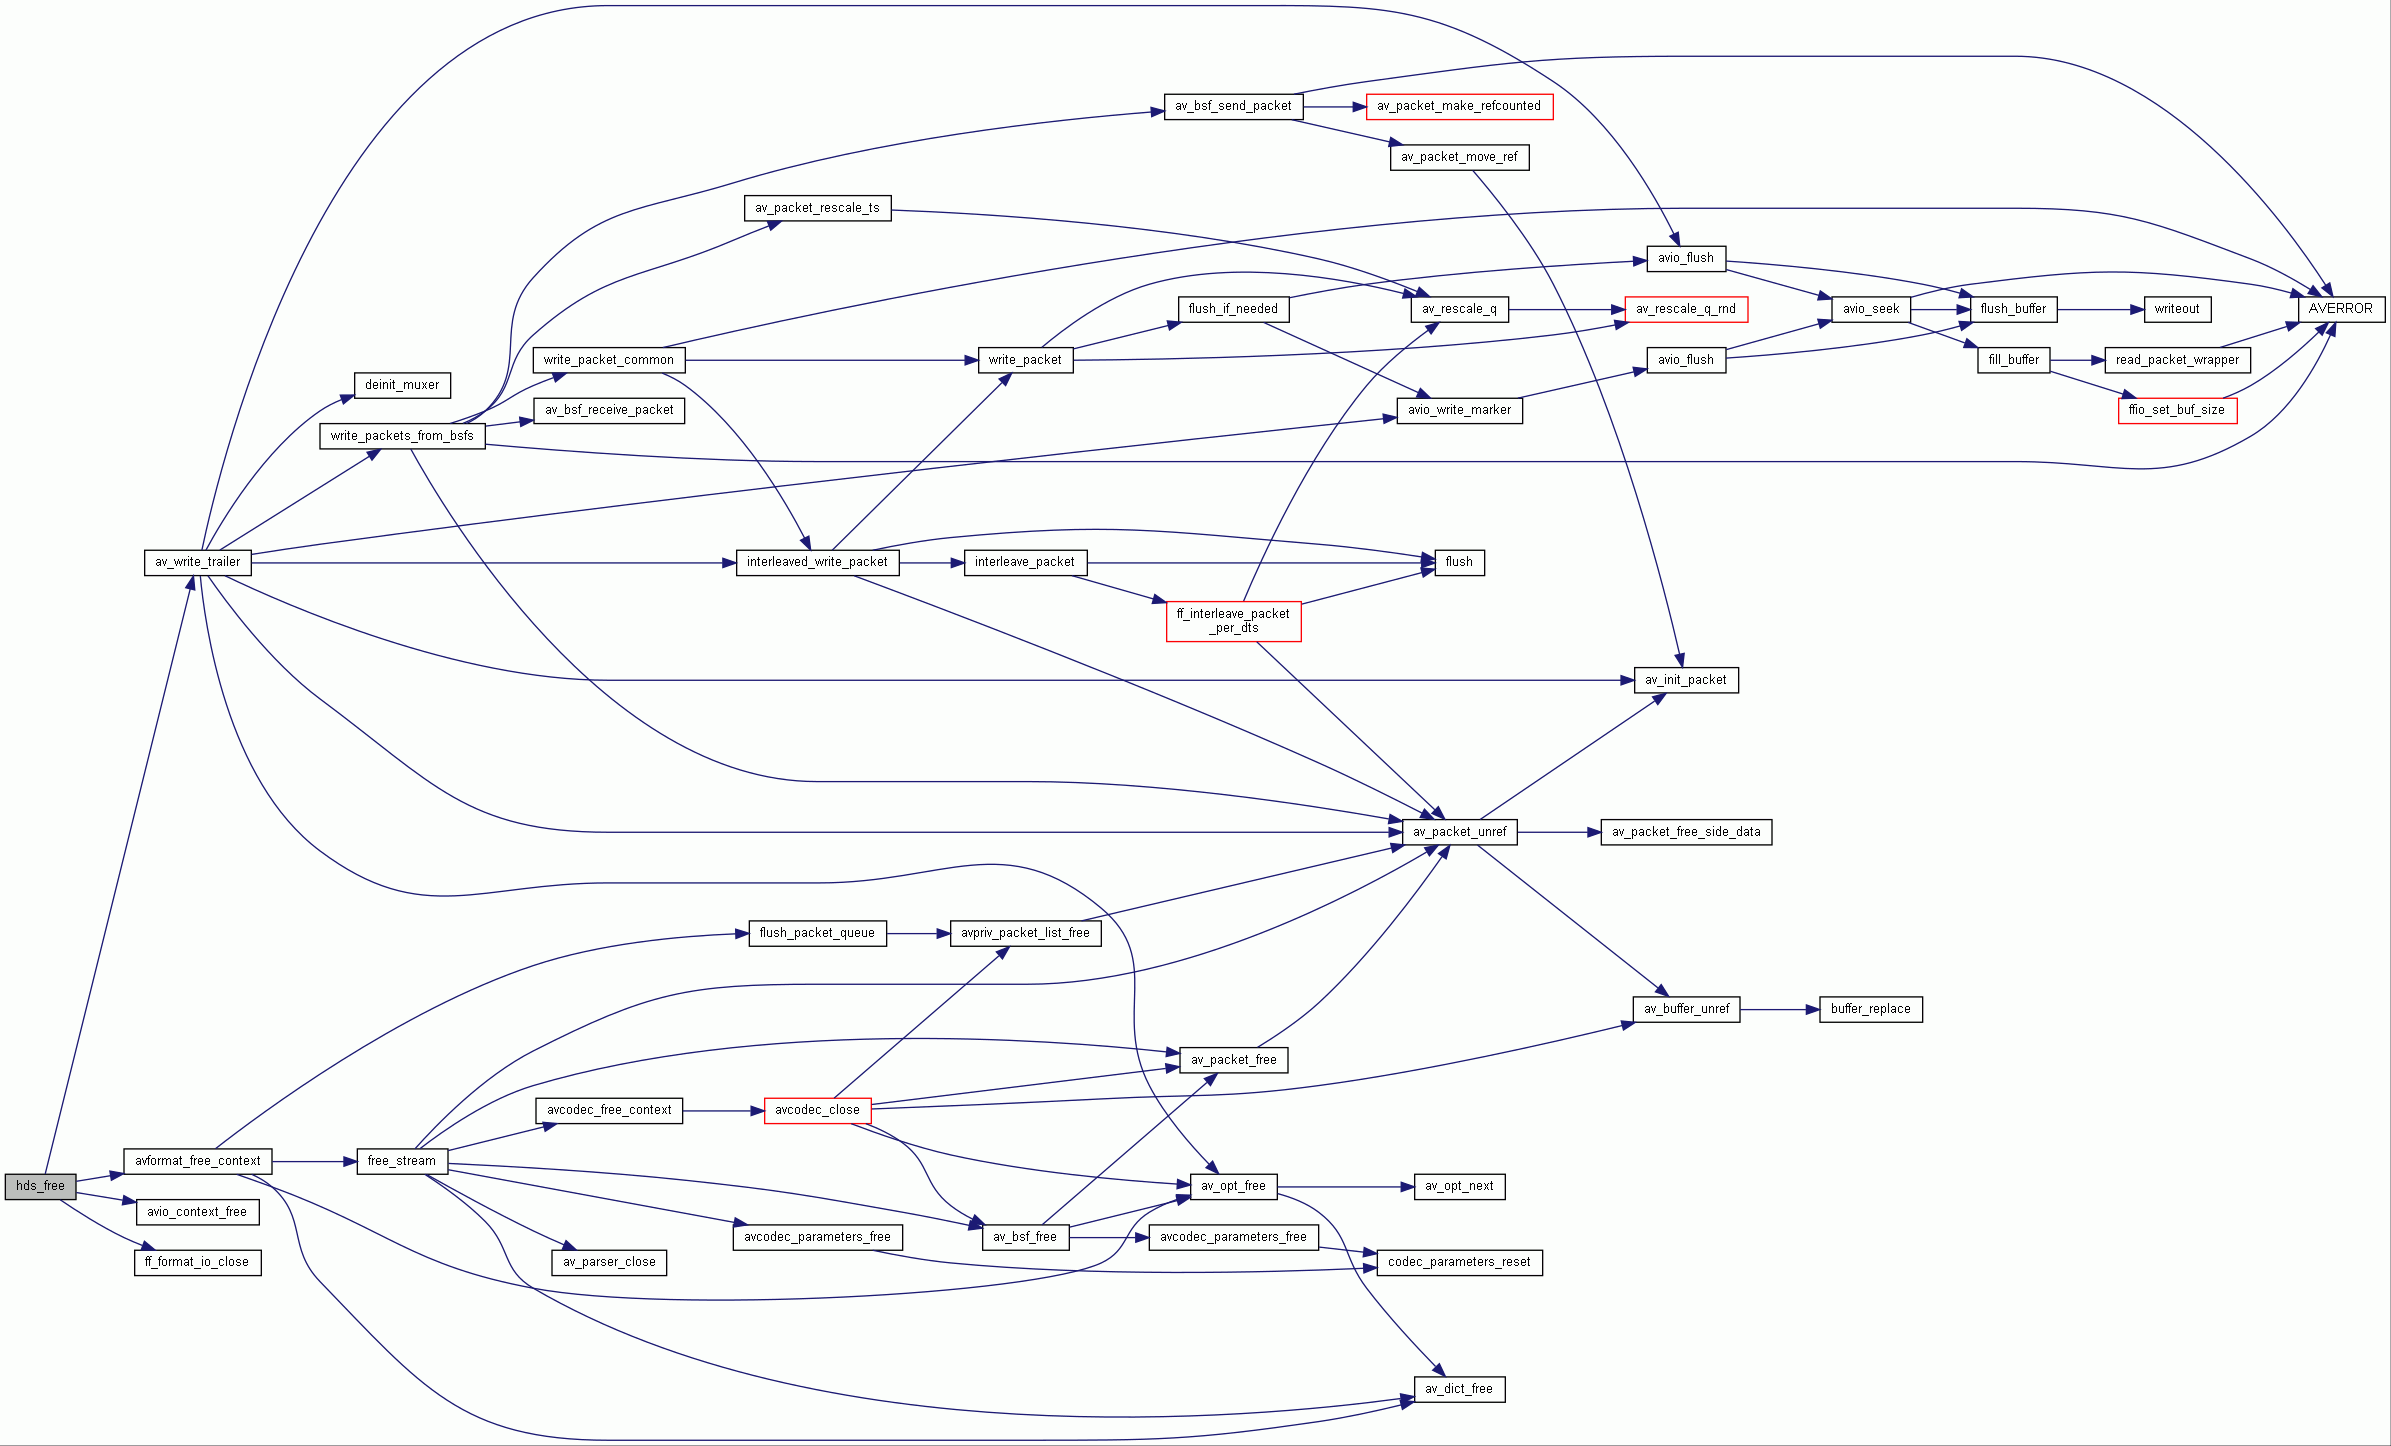 av_bsf_send_packet
av_packet_make_refcounted
av_packet_move_ref
av_packet_rescale_ts
avio_flush
flush_if_needed
av_rescale_q
av_rescale_q_rnd
avio_seek
flush_buffer
writeout
AVERROR
write_packet_common
write_packet
avio_flush
fill_buffer
read_packet_wrapper
deinit_muxer
av_bsf_receive_packet
avio_write_marker
ffio_set_buf_size
write_packets_from_bsfs
av_write_trailer
interleaved_write_packet
interleave_packet
flush
ff_interleave_packet
_per_dts
av_init_packet
av_packet_unref
av_packet_free_side_data
flush_packet_queue
avpriv_packet_list_free
av_buffer_unref
buffer_replace
av_packet_free
avcodec_free_context
avcodec_close
avformat_free_context
free_stream
hds_free
av_opt_free
av_opt_next
avio_context_free
avcodec_parameters_free
av_bsf_free
avcodec_parameters_free
ff_format_io_close
av_parser_close
codec_parameters_reset
av_dict_free